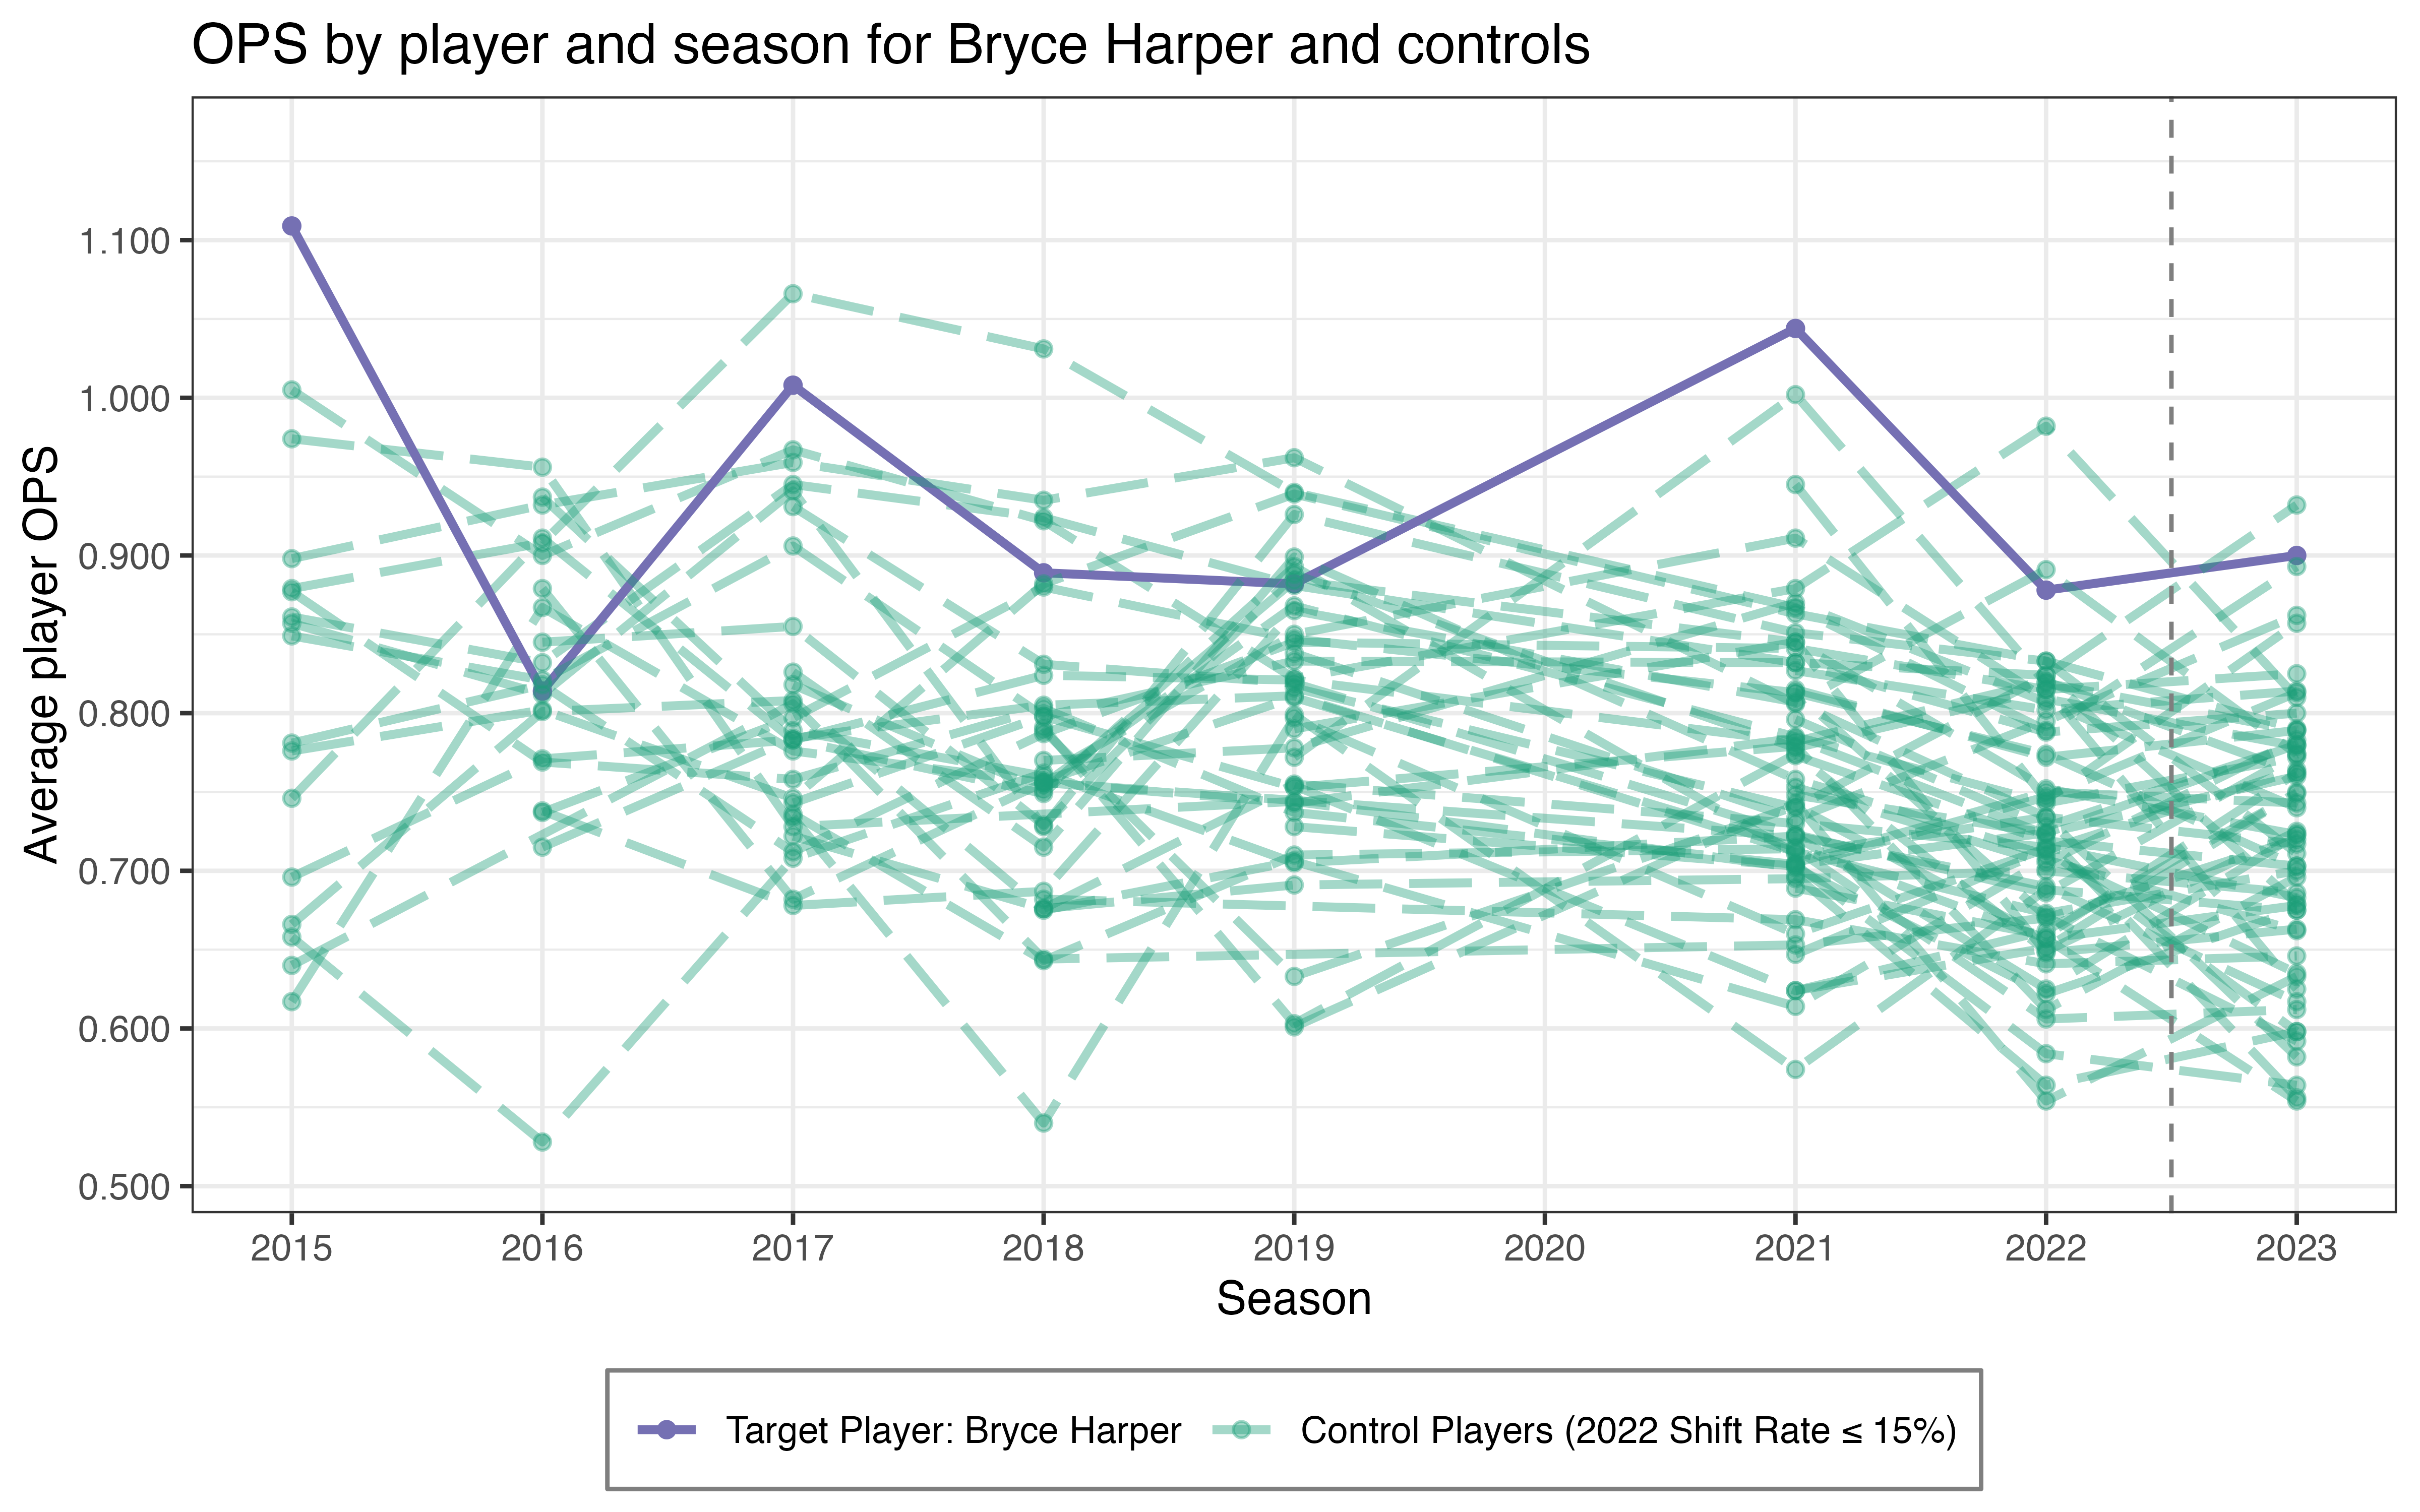 OPS by player and season for Bryce Harper and controls
Average player OPS
1.100
1.000
0.900
0.800
0.700
0.600
0.500
2015 2016 2017 2018 2019 2020 2021 2022 2023
Season
Target Player: Bryce Harper Control Players (2022 Shift Rate ≤ 15%)